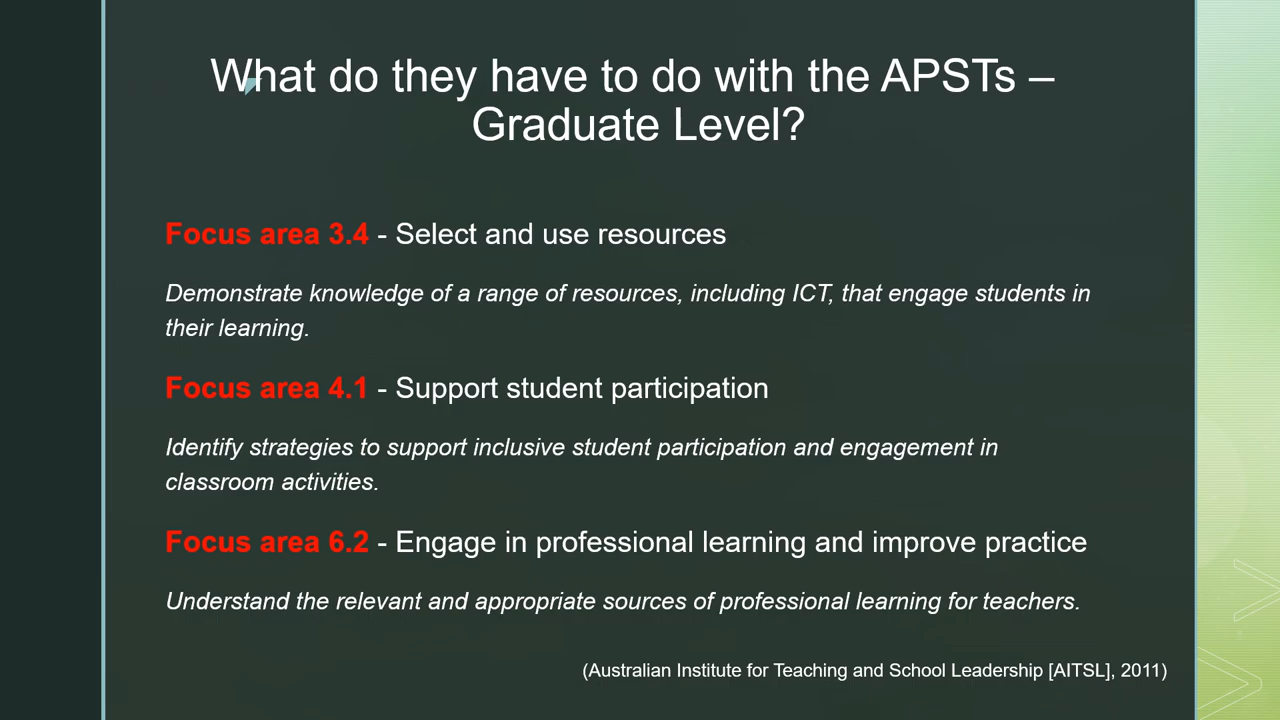 What do they have to do with the APSTs –
Graduate Level?
Focus area 3.4 - Select and use resources
Demonstrate knowledge of a range of resources, including ICT, that engage students in
their learning.
Focus area 4.1 - Support student participation
Identify strategies to support inclusive student participation and engagement in
classroom activities.
Focus area 6.2 - Engage in professional learning and improve practice
Understand the relevant and appropriate sources of professional learning for teachers.
(Australian Institute for Teaching and School Leadership [AITSL], 2011)